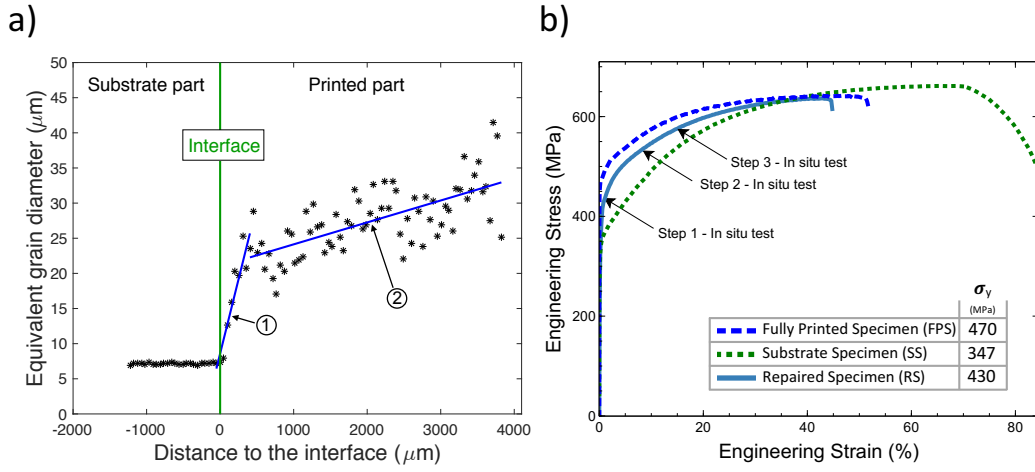 a)
Substrate part
Printed part
Interface
①
②
50
45
40
35
30
25
20
15
10
5
0
Equivalent grain diameter (μm)
-2000
-1000
0
1000
2000
3000
4000
Distance to the interface (μm)
b)
600
400
200
0
Engineering Stress (MPa)
Step 3 - In situ test
Step 2 - In situ test
Step 1 - In situ test
σy
(MPa)
Fully Printed Specimen (FPS) 470
Substrate Specimen (SS) 347
Repaired Specimen (RS) 430
0
20
40
60
80
Engineering Strain (%)